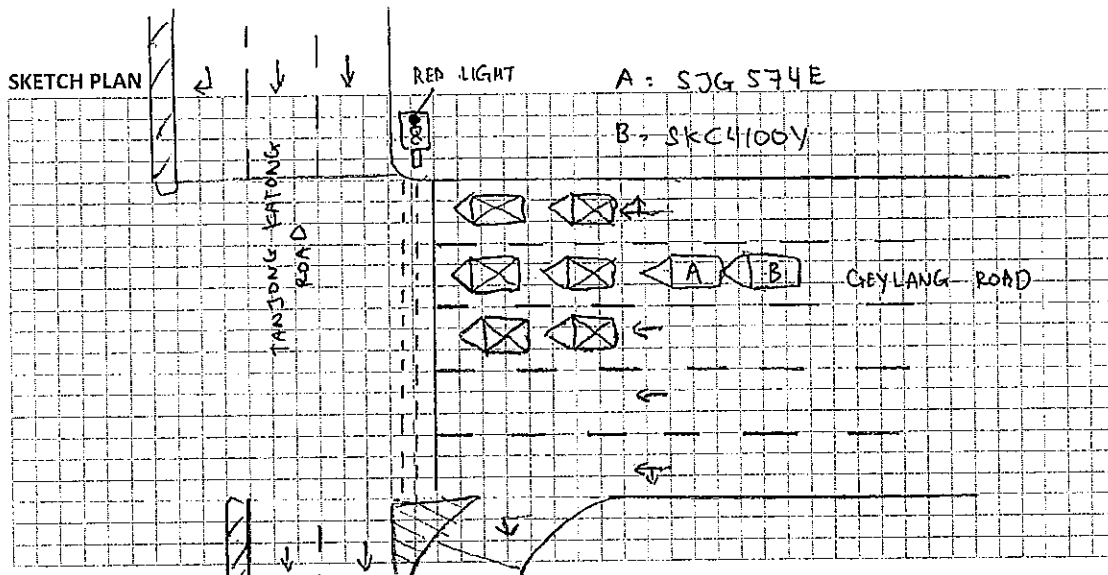 SKETCH PLAN
RED LIGHT
A : SJG 574E
B : SKC4100Y
TANJONG KATONG
ROAD
A
B
GEYLANG ROAD